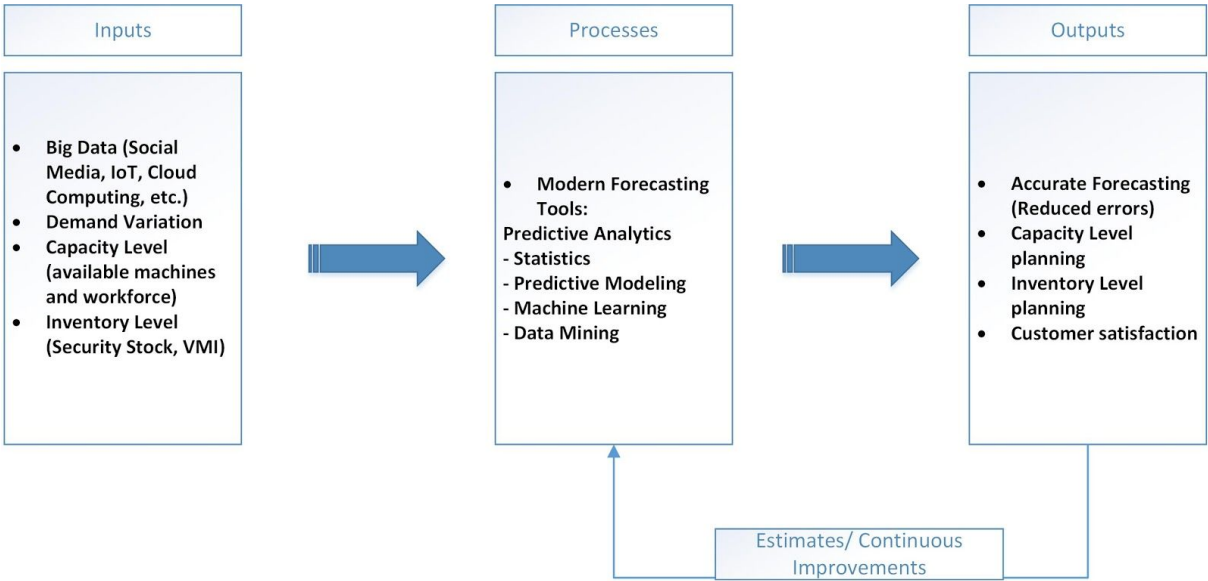 Inputs
• Big Data (Social
Media, IoT, Cloud
Computing, etc.)
• Demand Variation
• Capacity Level
(available machines
and workforce)
• Inventory Level
(Security Stock, VMI)
Processes
• Modern Forecasting
Tools:
Predictive Analytics
- Statistics
- Predictive Modeling
- Machine Learning
- Data Mining
Outputs
• Accurate Forecasting
(Reduced errors)
• Capacity Level
planning
• Inventory Level
planning
• Customer satisfaction
Estimates/ Continuous
Improvements